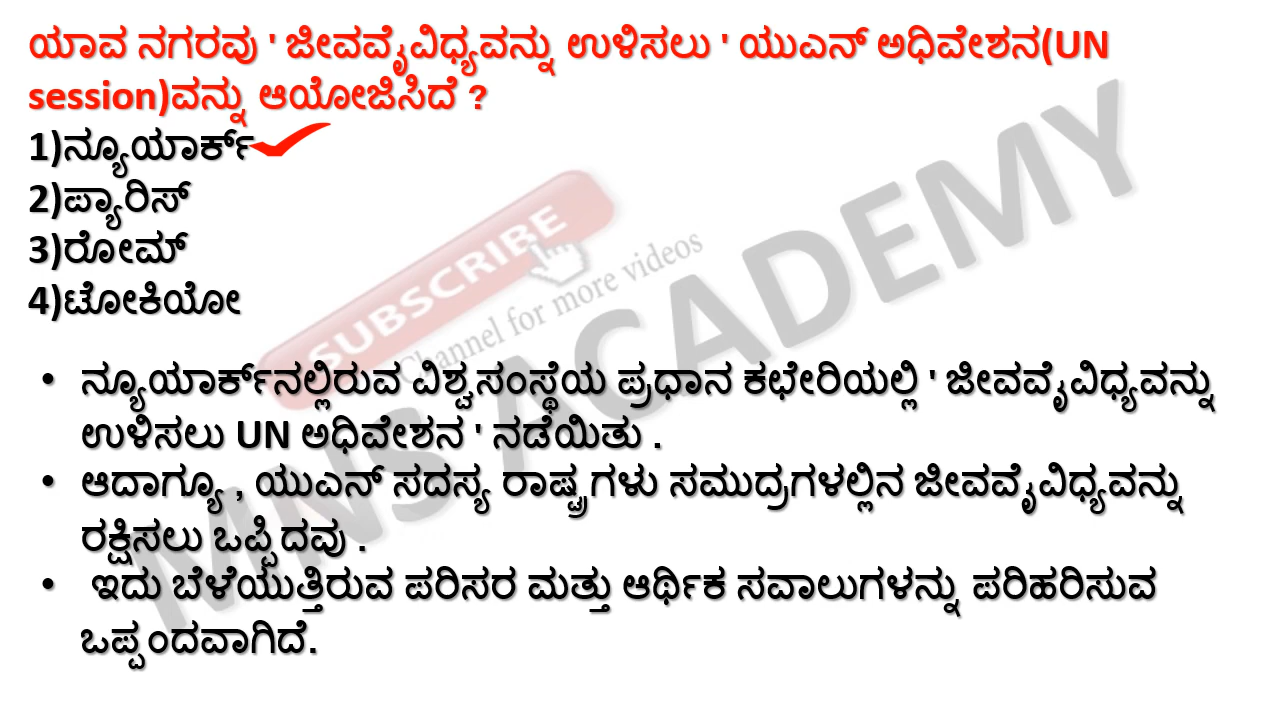 ಯಾವ ನಗರವು ' ಜೀವವೈವಿಧ್ಯವನ್ನು ಉಳಿಸಲು ' ಯುಎನ್ ಅಧಿವೇಶನ(UN
session)ವನ್ನು ಆಯೋಜಿಸಿದೆ ?
1)ನ್ಯೂಯಾರ್ಕ್
2)ಪ್ಯಾರಿಸ್
3)ರೋಮ್
4)ಟೋಕಿಯೋ
SUBSCRIBE
Channel for more videos
MNS ACADEMY
• ನ್ಯೂಯಾರ್ಕ್‌ನಲ್ಲಿರುವ ವಿಶ್ವಸಂಸ್ಥೆಯ ಪ್ರಧಾನ ಕಛೇರಿಯಲ್ಲಿ ' ಜೀವವೈವಿಧ್ಯವನ್ನು
ಉಳಿಸಲು UN ಅಧಿವೇಶನ ' ನಡೆಯಿತು .
• ಆದಾಗ್ಯೂ , ಯುಎನ್ ಸದಸ್ಯ ರಾಷ್ಟ್ರಗಳು ಸಮುದ್ರಗಳಲ್ಲಿನ ಜೀವವೈವಿಧ್ಯವನ್ನು
ರಕ್ಷಿಸಲು ಒಪ್ಪಿದವು .
• ಇದು ಬೆಳೆಯುತ್ತಿರುವ ಪರಿಸರ ಮತ್ತು ಆರ್ಥಿಕ ಸವಾಲುಗಳನ್ನು ಪರಿಹರಿಸುವ
ಒಪ್ಪಂದವಾಗಿದೆ.